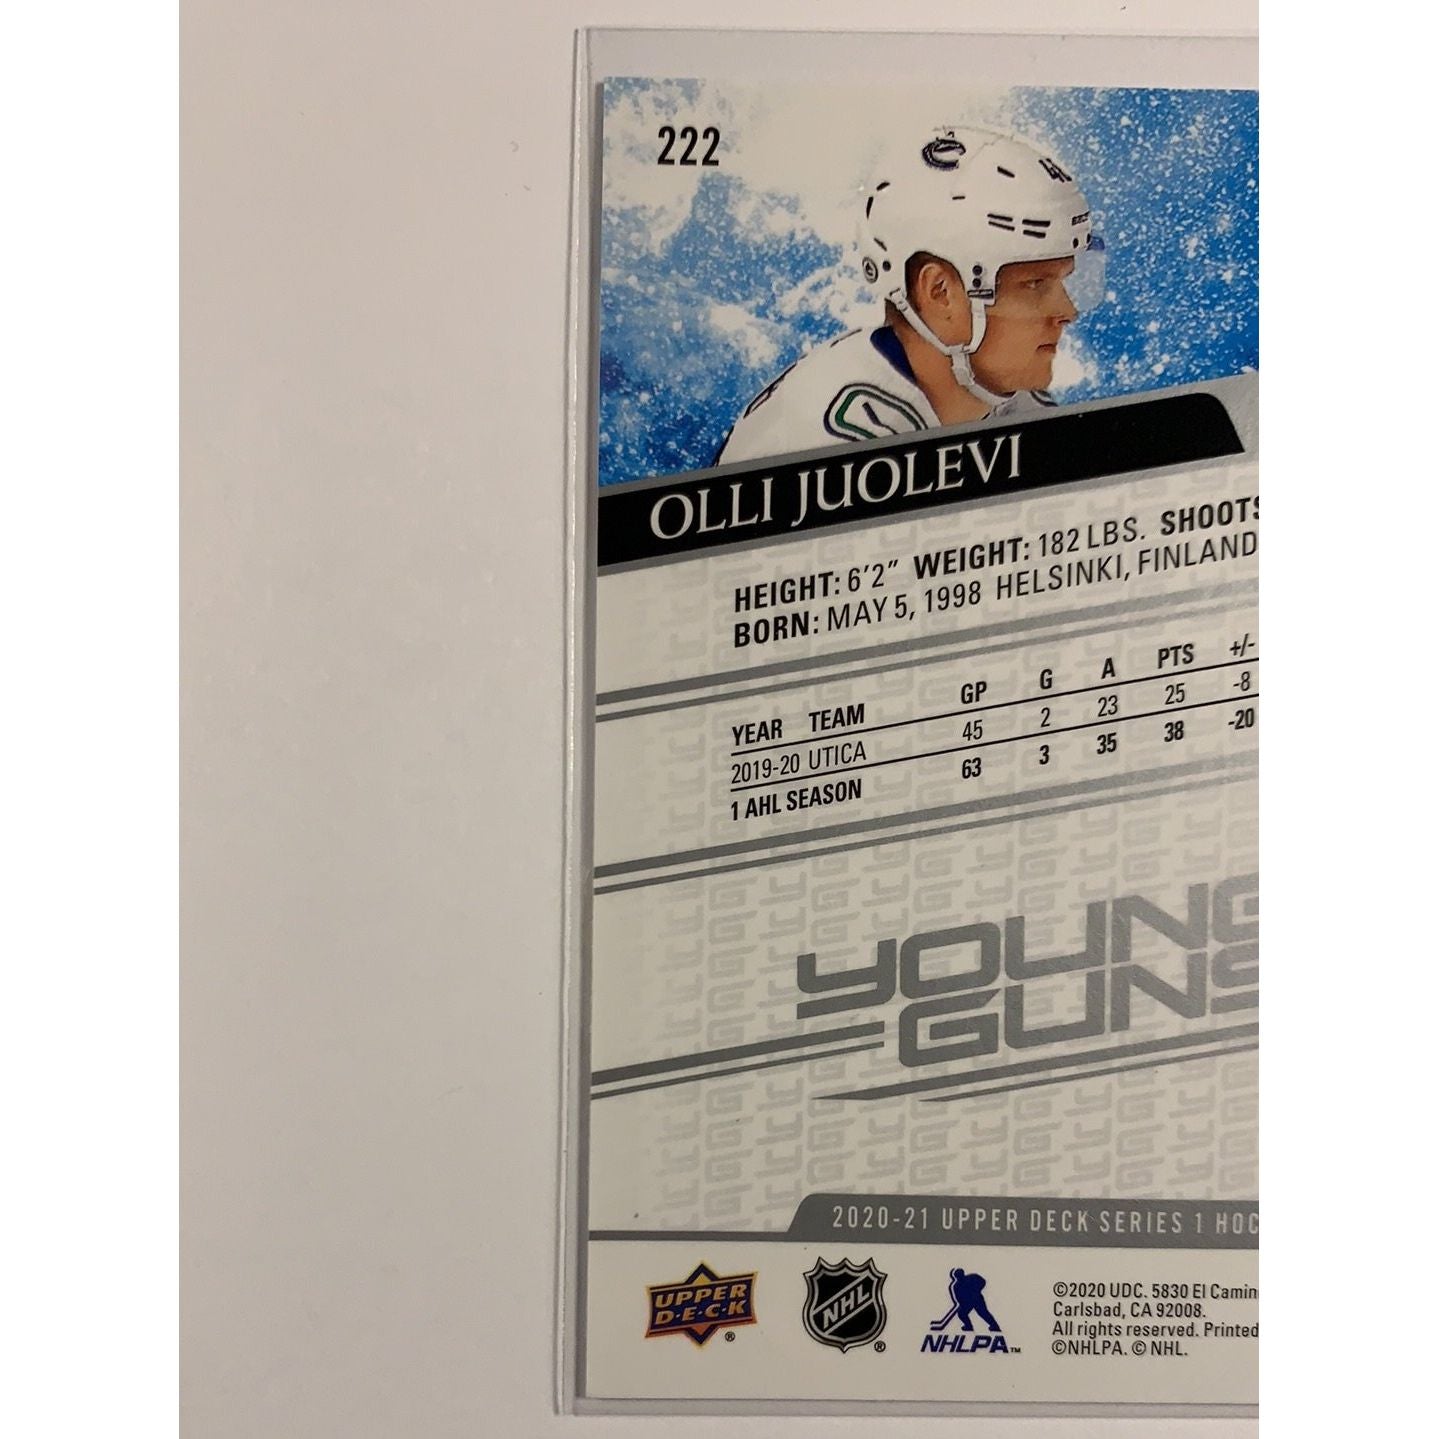 222
OLLI JUOLEVI
HEIGHT: 6'2" WEIGHT: 182 LBS. SHOOTS
BORN: MAY 5, 1998 HELSINKI, FINLAND
YEAR TEAM GP G A PTS +/-
2019-20 UTICA 45 2 23 25 -8
1 AHL SEASON 63 3 35 38 -20
YOUNG
GUNS
2020-21 UPPER DECK SERIES 1 HOC
UPPER
D•E•C•K
®
NHL
®
NHLPA™
©2020 UDC. 5830 El Camin
Carlsbad, CA 92008.
All rights reserved. Printed
©NHLPA. © NHL.